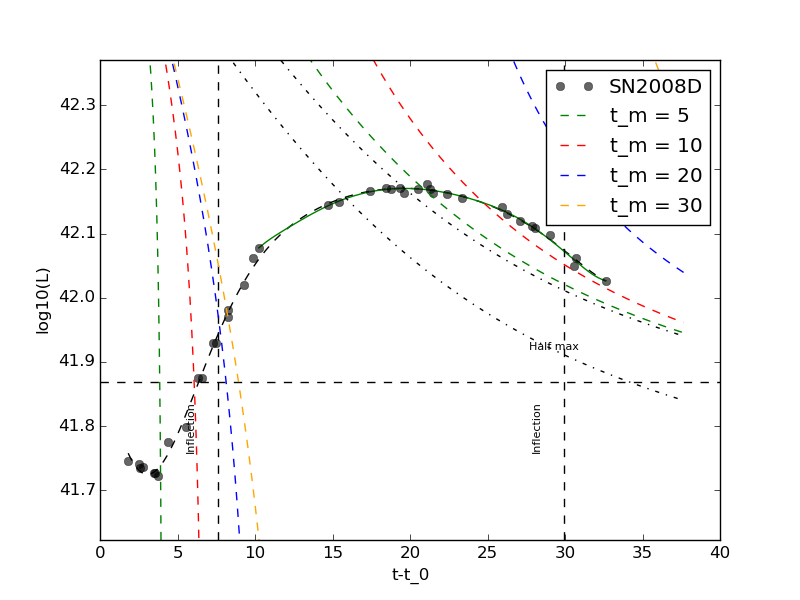 42.3
42.2
42.1
42.0
41.9
41.8
41.7
log10(L)
SN2008D
t_m = 5
t_m = 10
t_m = 20
t_m = 30
Half max
Inflection
Inflection
0 5 10 15 20 25 30 35 40
t-t_0